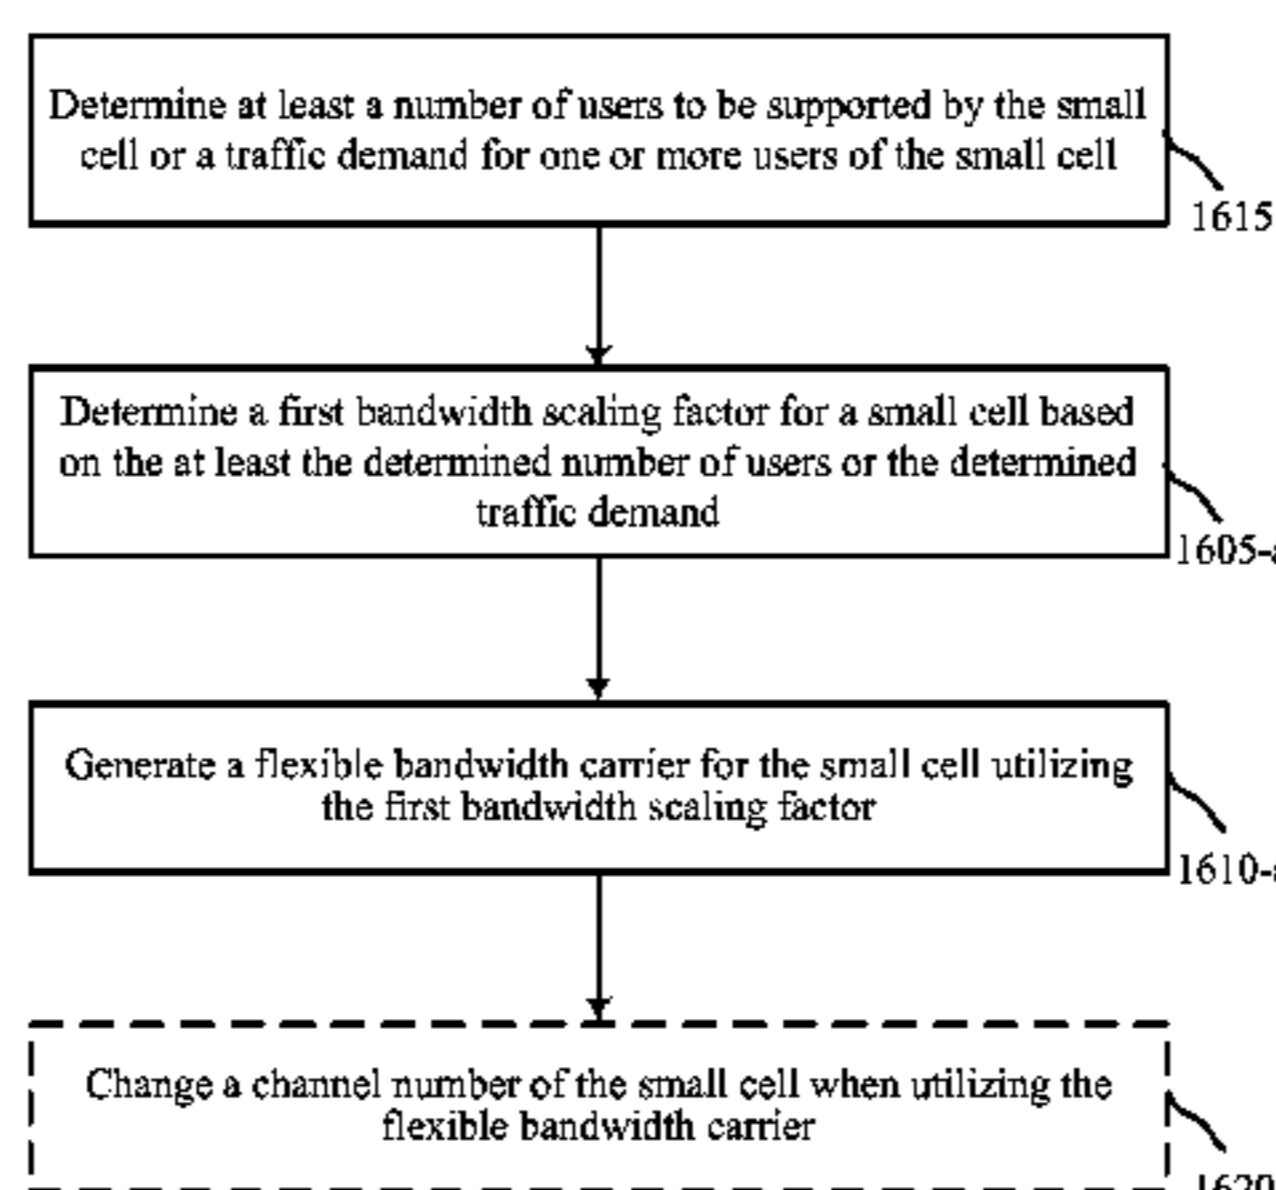 Determine at least a number of users to be supported by the small
cell or a traffic demand for one or more users of the small cell
1615
Determine a first bandwidth scaling factor for a small cell based
on the at least the determined number of users or the determined
traffic demand
1605-a
Generate a flexible bandwidth carrier for the small cell utilizing
the first bandwidth scaling factor
1610-a
Change a channel number of the small cell when utilizing the
flexible bandwidth carrier
1620